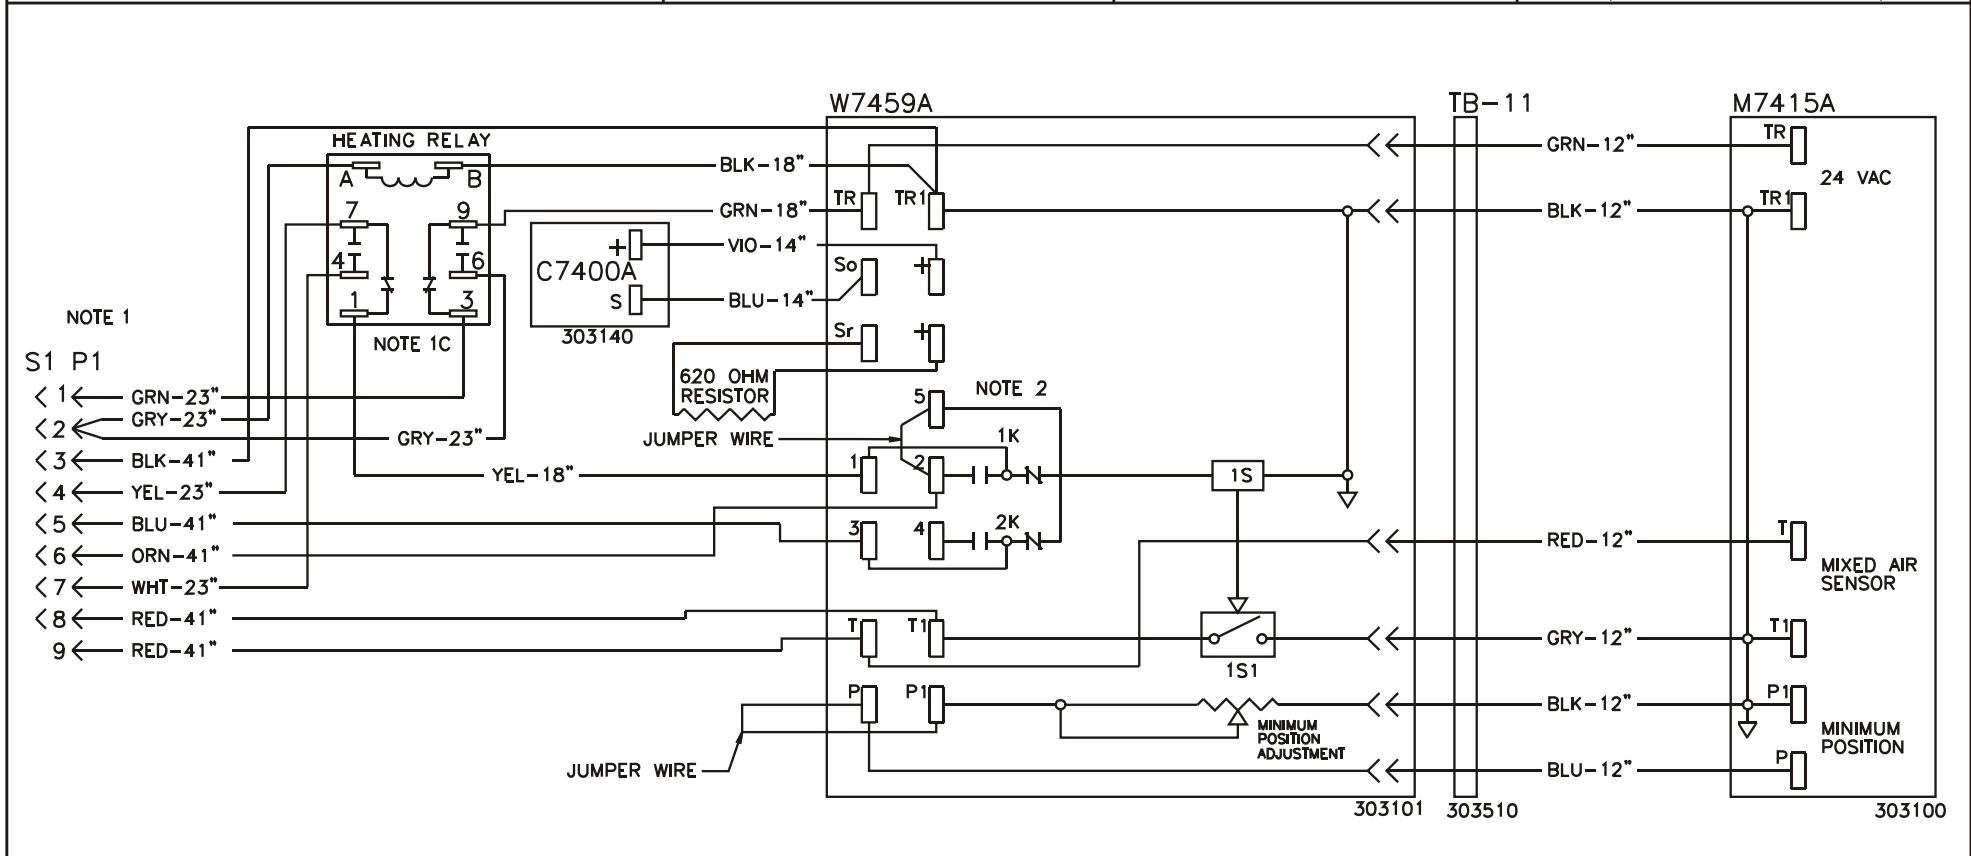 W7459A
TB-11
M7415A
HEATING RELAY
A
B
7
9
4
6
1
3
NOTE 1C
BLK-18"
GRN-18"
VIO-14"
BLU-14"
+
C7400A
S
303140
620 OHM
RESISTOR
JUMPER WIRE
YEL-18"
NOTE 1
S1 P1
1 GRN-23"
GRY-23"
2
GRY-23"
3 BLK-41"
4 YEL-23"
5 BLU-41"
6 ORN-41"
7 WHT-23"
8 RED-41"
9 RED-41"
JUMPER WIRE
TR TR1
So +
Sr +
5 NOTE 2
1 2 1K
3 4 2K
T T1
P P1
1S
1S1
MINIMUM
POSITION
ADJUSTMENT
303101
303510
GRN-12"
BLK-12"
RED-12"
GRY-12"
BLK-12"
BLU-12"
TR
24 VAC
TR1
T
MIXED AIR
SENSOR
T1
P1
MINIMUM
POSITION
P
303100